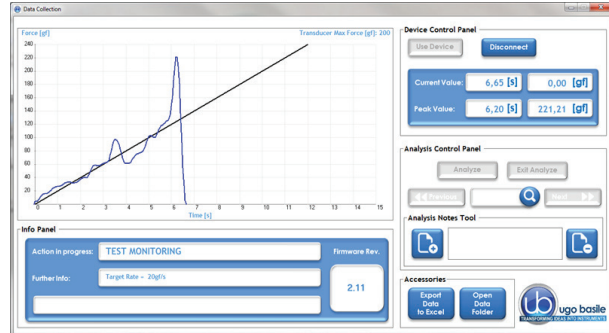 Data Collection
Force [gf]
Transducer Max Force [gf]: 200
240
220
200
180
160
140
120
100
80
60
40
20
0 1 2 3 4 5 6 7 8 9 10 11 12 13 14 15
Time [s]
Device Control Panel
Use Device
Disconnect
Current Value: 6,65 [s] 0,00 [gf]
Peak Value: 6,20 [s] 221,21 [gf]
Analysis Control Panel
Analyze
Exit Analyze
Previous
Next
Analysis Notes Tool
Info Panel
Action in progress: TEST MONITORING
Firmware Rev.
Further Info: Target Rate = 20gf/s
2.11
Accessories
Export Data to Excel
Open Data Folder
ub ugo basile
TRANSFORMING IDEAS INTO INSTRUMENTS